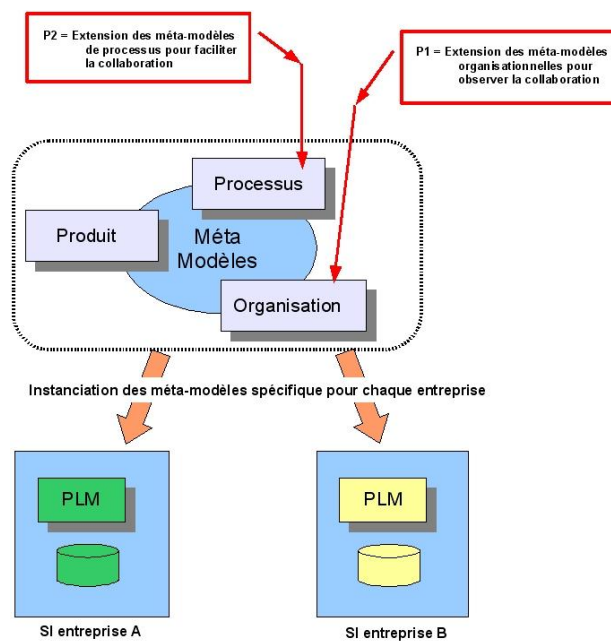 P2 = Extension des méta-modèles
de processus pour faciliter
la collaboration
P1 = Extension des méta-modèles
organisationnelles pour
observer la collaboration
Processus
Produit
Méta
Modèles
Organisation
Instanciation des méta-modèles spécifique pour chaque entreprise
PLM
PLM
SI entreprise A
SI entreprise B